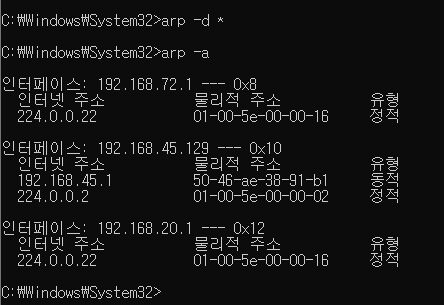 C:₩Windows₩System32>arp -d *
C:₩Windows₩System32>arp -a
인터페이스: 192.168.72.1 --- 0x8
인터넷 주소 물리적 주소 유형
224.0.0.22 01-00-5e-00-00-16 정적
인터페이스: 192.168.45.129 --- 0x10
인터넷 주소 물리적 주소 유형
192.168.45.1 50-46-ae-38-91-b1 동적
224.0.0.2 01-00-5e-00-00-02 정적
인터페이스: 192.168.20.1 --- 0x12
인터넷 주소 물리적 주소 유형
224.0.0.22 01-00-5e-00-00-16 정적
C:₩Windows₩System32>